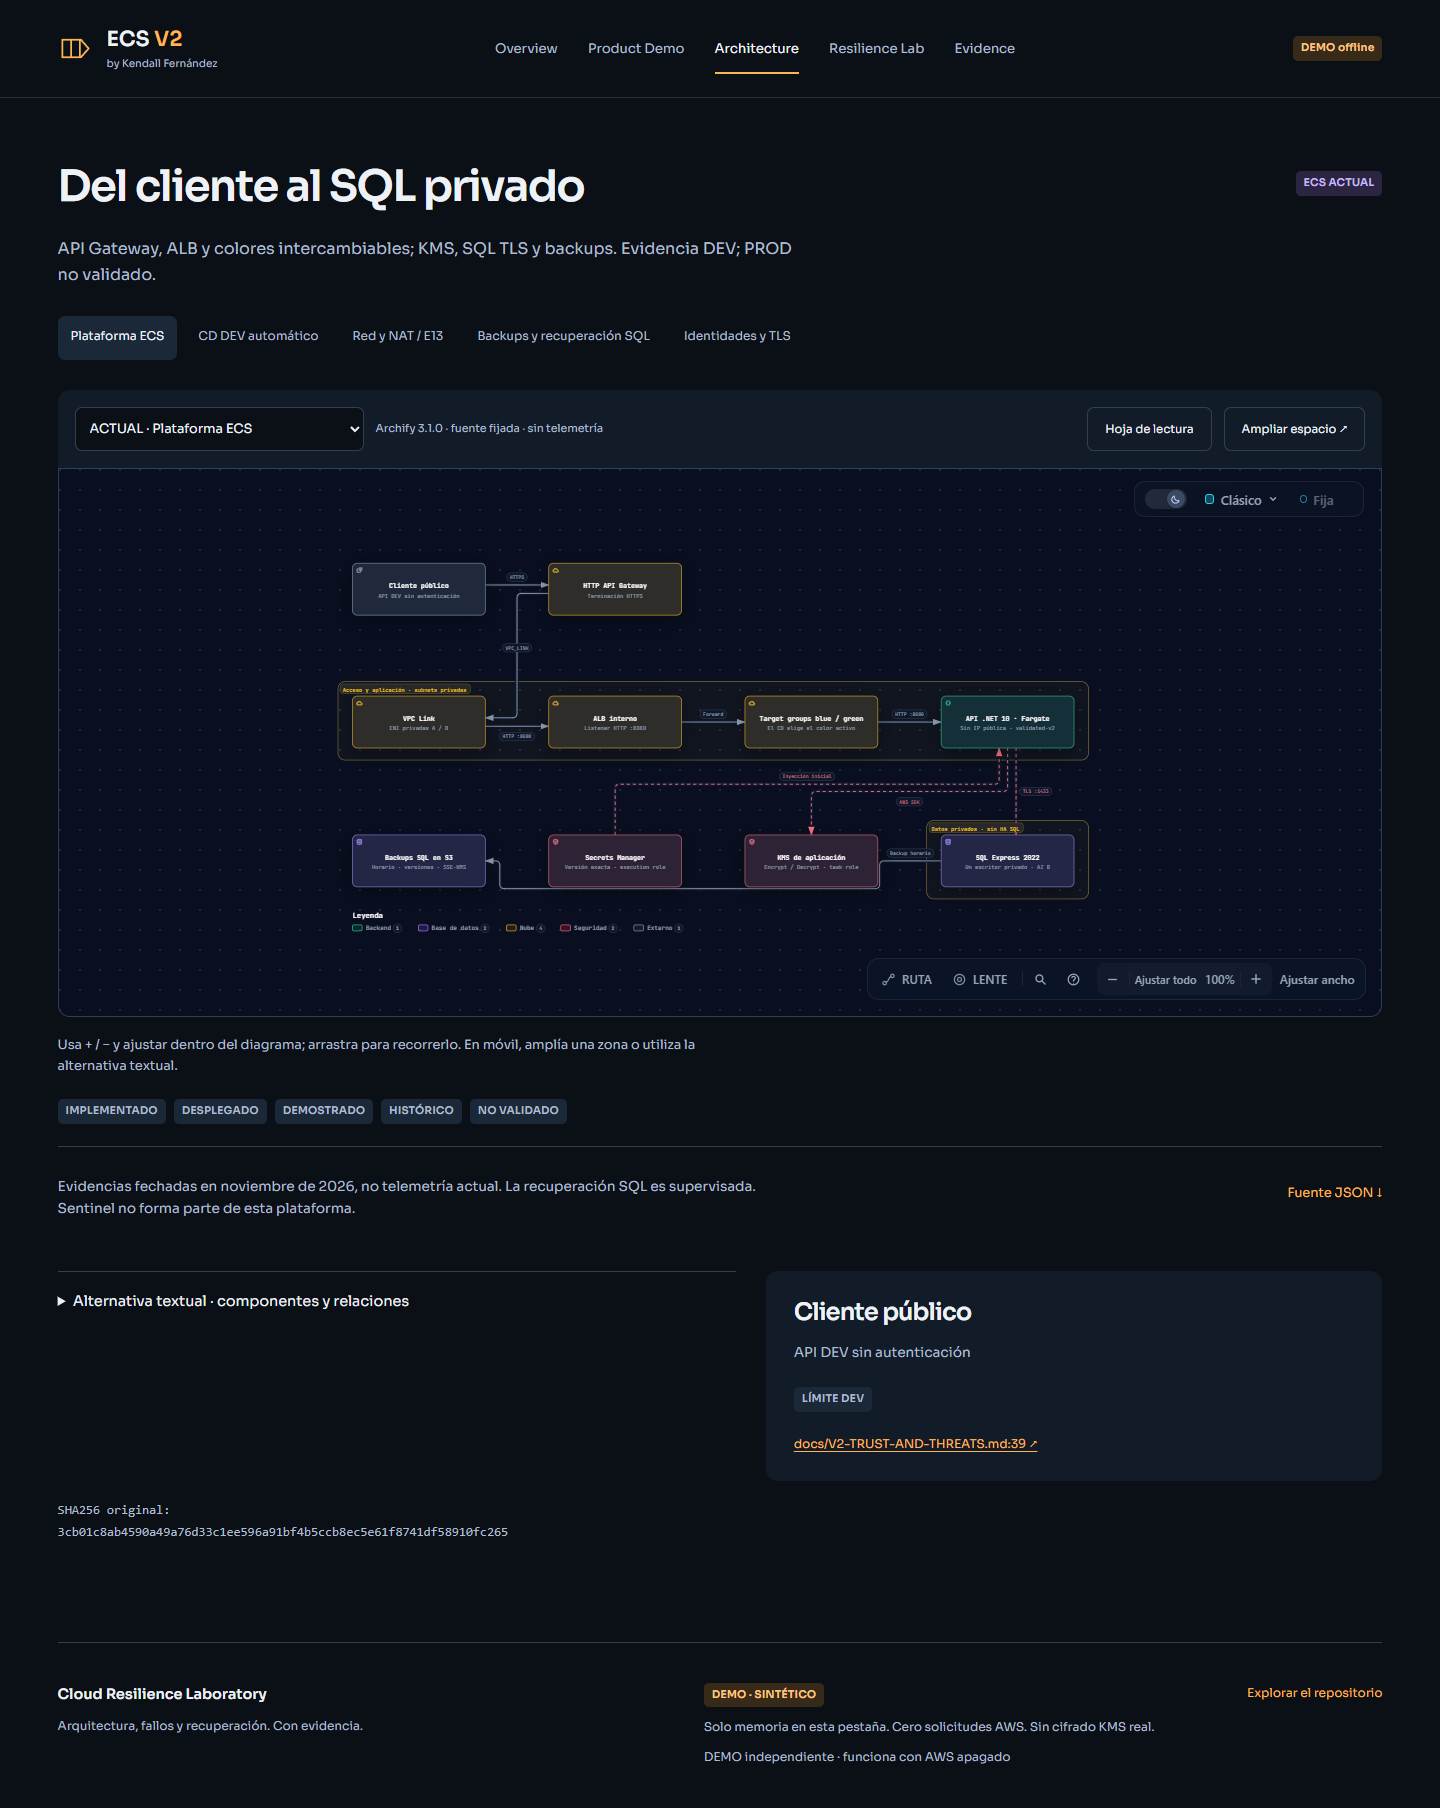 ECS V2
by Kendall Fernández
Overview
Product Demo
Architecture
Resilience Lab
Evidence
DEMO offline
Del cliente al SQL privado
ECS ACTUAL
API Gateway, ALB y colores intercambiables; KMS, SQL TLS y backups. Evidencia DEV; PROD
no validado.
Plataforma ECS
CD DEV automático
Red y NAT / E13
Backups y recuperación SQL
Identidades y TLS
ACTUAL · Plataforma ECS
Archify 3.1.0 · fuente fijada · sin telemetría
Hoja de lectura
Ampliar espacio ↗
Clásico
Fija
Cliente público
API DEV sin autenticación
HTTPS
HTTP API Gateway
Terminación HTTPS
VPC LINK
Acceso y aplicación · subnets privadas
VPC Link
ENI privadas A / B
HTTP :8080
ALB interno
Listener HTTP :8080
Forward
Target groups blue / green
El CD elige el color activo
HTTP :8080
API .NET 10 · Fargate
Sin IP pública · validated-v2
Inyección inicial
AWS SDK
TLS :1433
Datos privados · sin HA SQL
Backups SQL en S3
Horario · versiones · SSE-KMS
Secrets Manager
Versión exacta · execution role
KMS de aplicación
Encrypt / Decrypt · task role
Backup horario
SQL Express 2022
Un escritor privado · AZ B
Leyenda
Backend 1
Base de datos 2
Nube 4
Seguridad 2
Externo 1
RUTA
LENTE
− Ajustar todo 100% +
Ajustar ancho
Usa + / − y ajustar dentro del diagrama; arrastra para recorrerlo. En móvil, amplía una zona o utiliza la
alternativa textual.
IMPLEMENTADO
DESPLEGADO
DEMOSTRADO
HISTÓRICO
NO VALIDADO
Evidencias fechadas en noviembre de 2026, no telemetría actual. La recuperación SQL es supervisada.
Sentinel no forma parte de esta plataforma.
Fuente JSON ↓
Alternativa textual · componentes y relaciones
Cliente público
API DEV sin autenticación
LÍMITE DEV
docs/V2-TRUST-AND-THREATS.md:39 ↗
SHA256 original:
3cb01c8ab4590a49a76d33c1ee596a91bf4b5ccb8ec5e61f8741df58910fc265
Cloud Resilience Laboratory
Arquitectura, fallos y recuperación. Con evidencia.
DEMO · SINTÉTICO
Solo memoria en esta pestaña. Cero solicitudes AWS. Sin cifrado KMS real.
DEMO independiente · funciona con AWS apagado
Explorar el repositorio